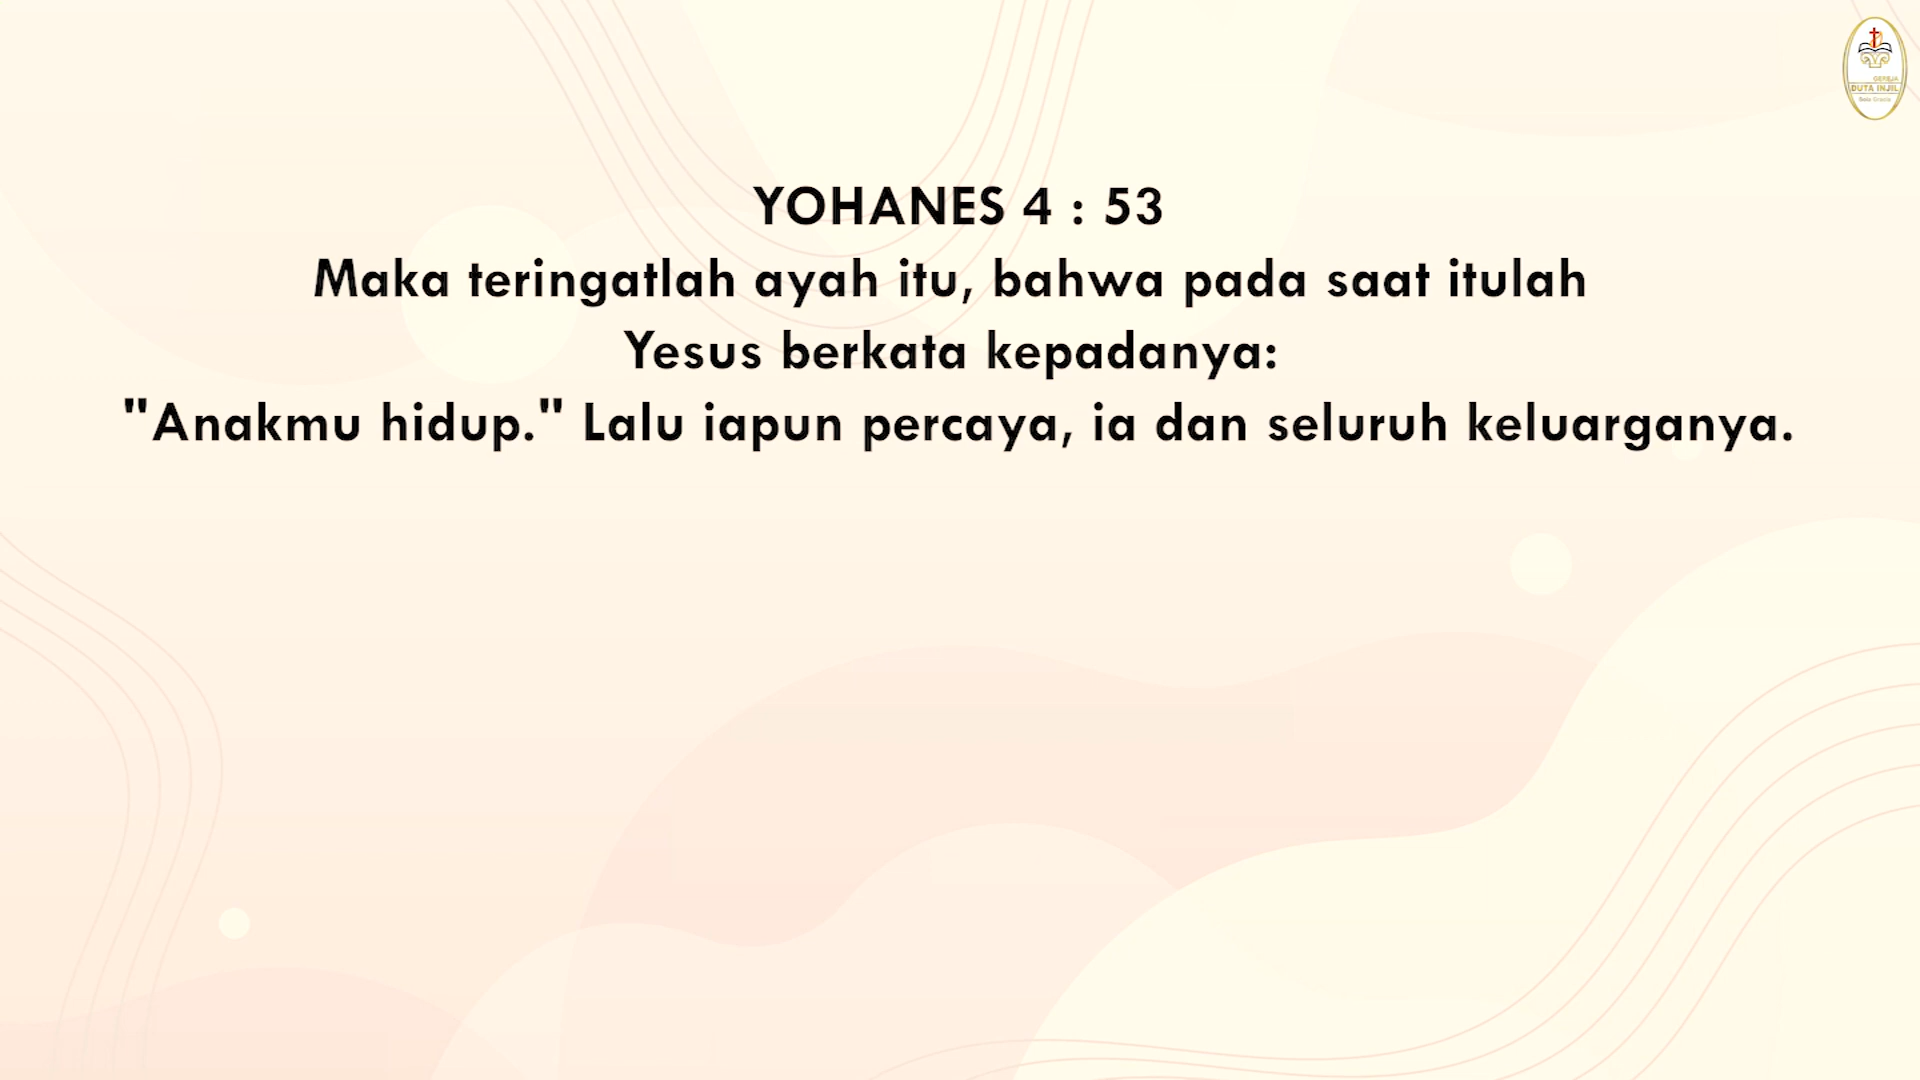 GEREJA
DUTA INJIL
YOHANES 4 : 53
Maka teringatlah ayah itu, bahwa pada saat itulah
Yesus berkata kepadanya:
"Anakmu hidup." Lalu iapun percaya, ia dan seluruh keluarganya.